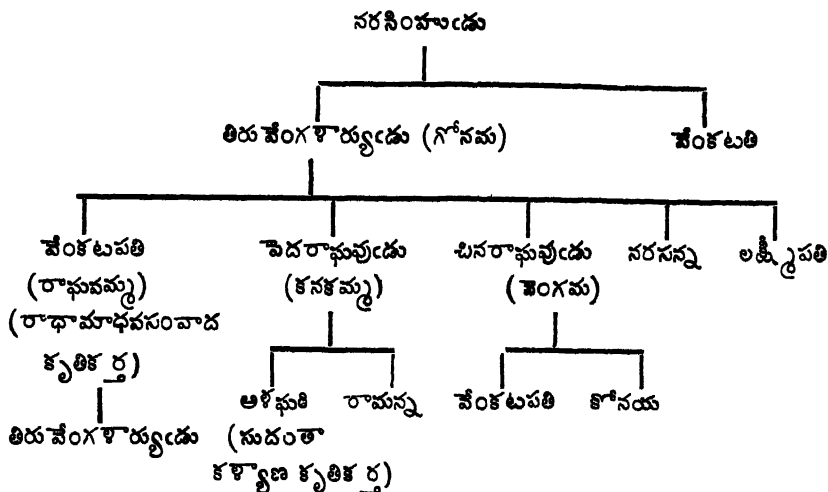 నరసింహుఁడు
తిరువేంగళార్యుఁడు (గోనమ) వేంకటతి
వేంకటపతి పెదరాఘవుఁడు చినరాఘవుఁడు నరసన్న లక్ష్మీపతి
(రాఘవమ్మ) (కనకమ్మ) (వెంగమ)
(రాధామాధవసంవాద
కృతికర్త)
అళఘరి రామన్న వేంకటపతి కోనయ
తిరువేంగళార్యుఁడు (సుదంతా
కళ్యాణ కృతికర్త)